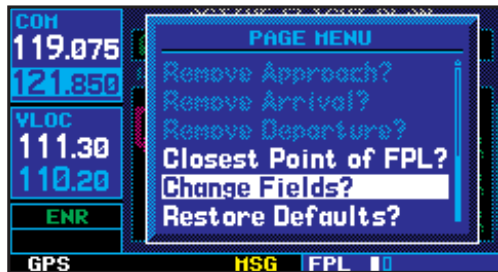 COM
119.075
121.850
VLOC
111.30
110.20
ENR
GPS
PAGE MENU
Remove Approach?
Remove Arrival?
Remove Departure?
Closest Point of FPL?
Change Fields?
Restore Defaults?
MSG
FPL